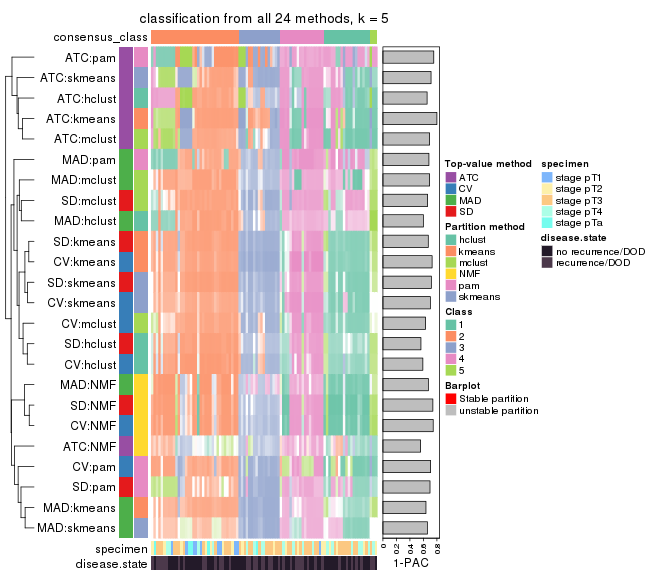 classification from all 24 methods, k = 5
consensus_class
ATC:pam
ATC:skmeans
ATC:hclust
ATC:kmeans
ATC:mclust
MAD:pam
MAD:mclust
SD:mclust
MAD:hclust
SD:kmeans
CV:kmeans
SD:skmeans
CV:skmeans
CV:mclust
SD:hclust
CV:hclust
MAD:NMF
SD:NMF
CV:NMF
ATC:NMF
CV:pam
SD:pam
MAD:kmeans
MAD:skmeans
specimen
disease.state
0
0.2
0.4
0.6
0.8
1-PAC
Top-value method
ATC
CV
MAD
SD
Partition method
hclust
kmeans
mclust
NMF
pam
skmeans
Class
1
2
3
4
5
Barplot
Stable partition
unstable partition
specimen
stage pT1
stage pT2
stage pT3
stage pT4
stage pTa
disease.state
no recurrence/DOD
recurrence/DOD